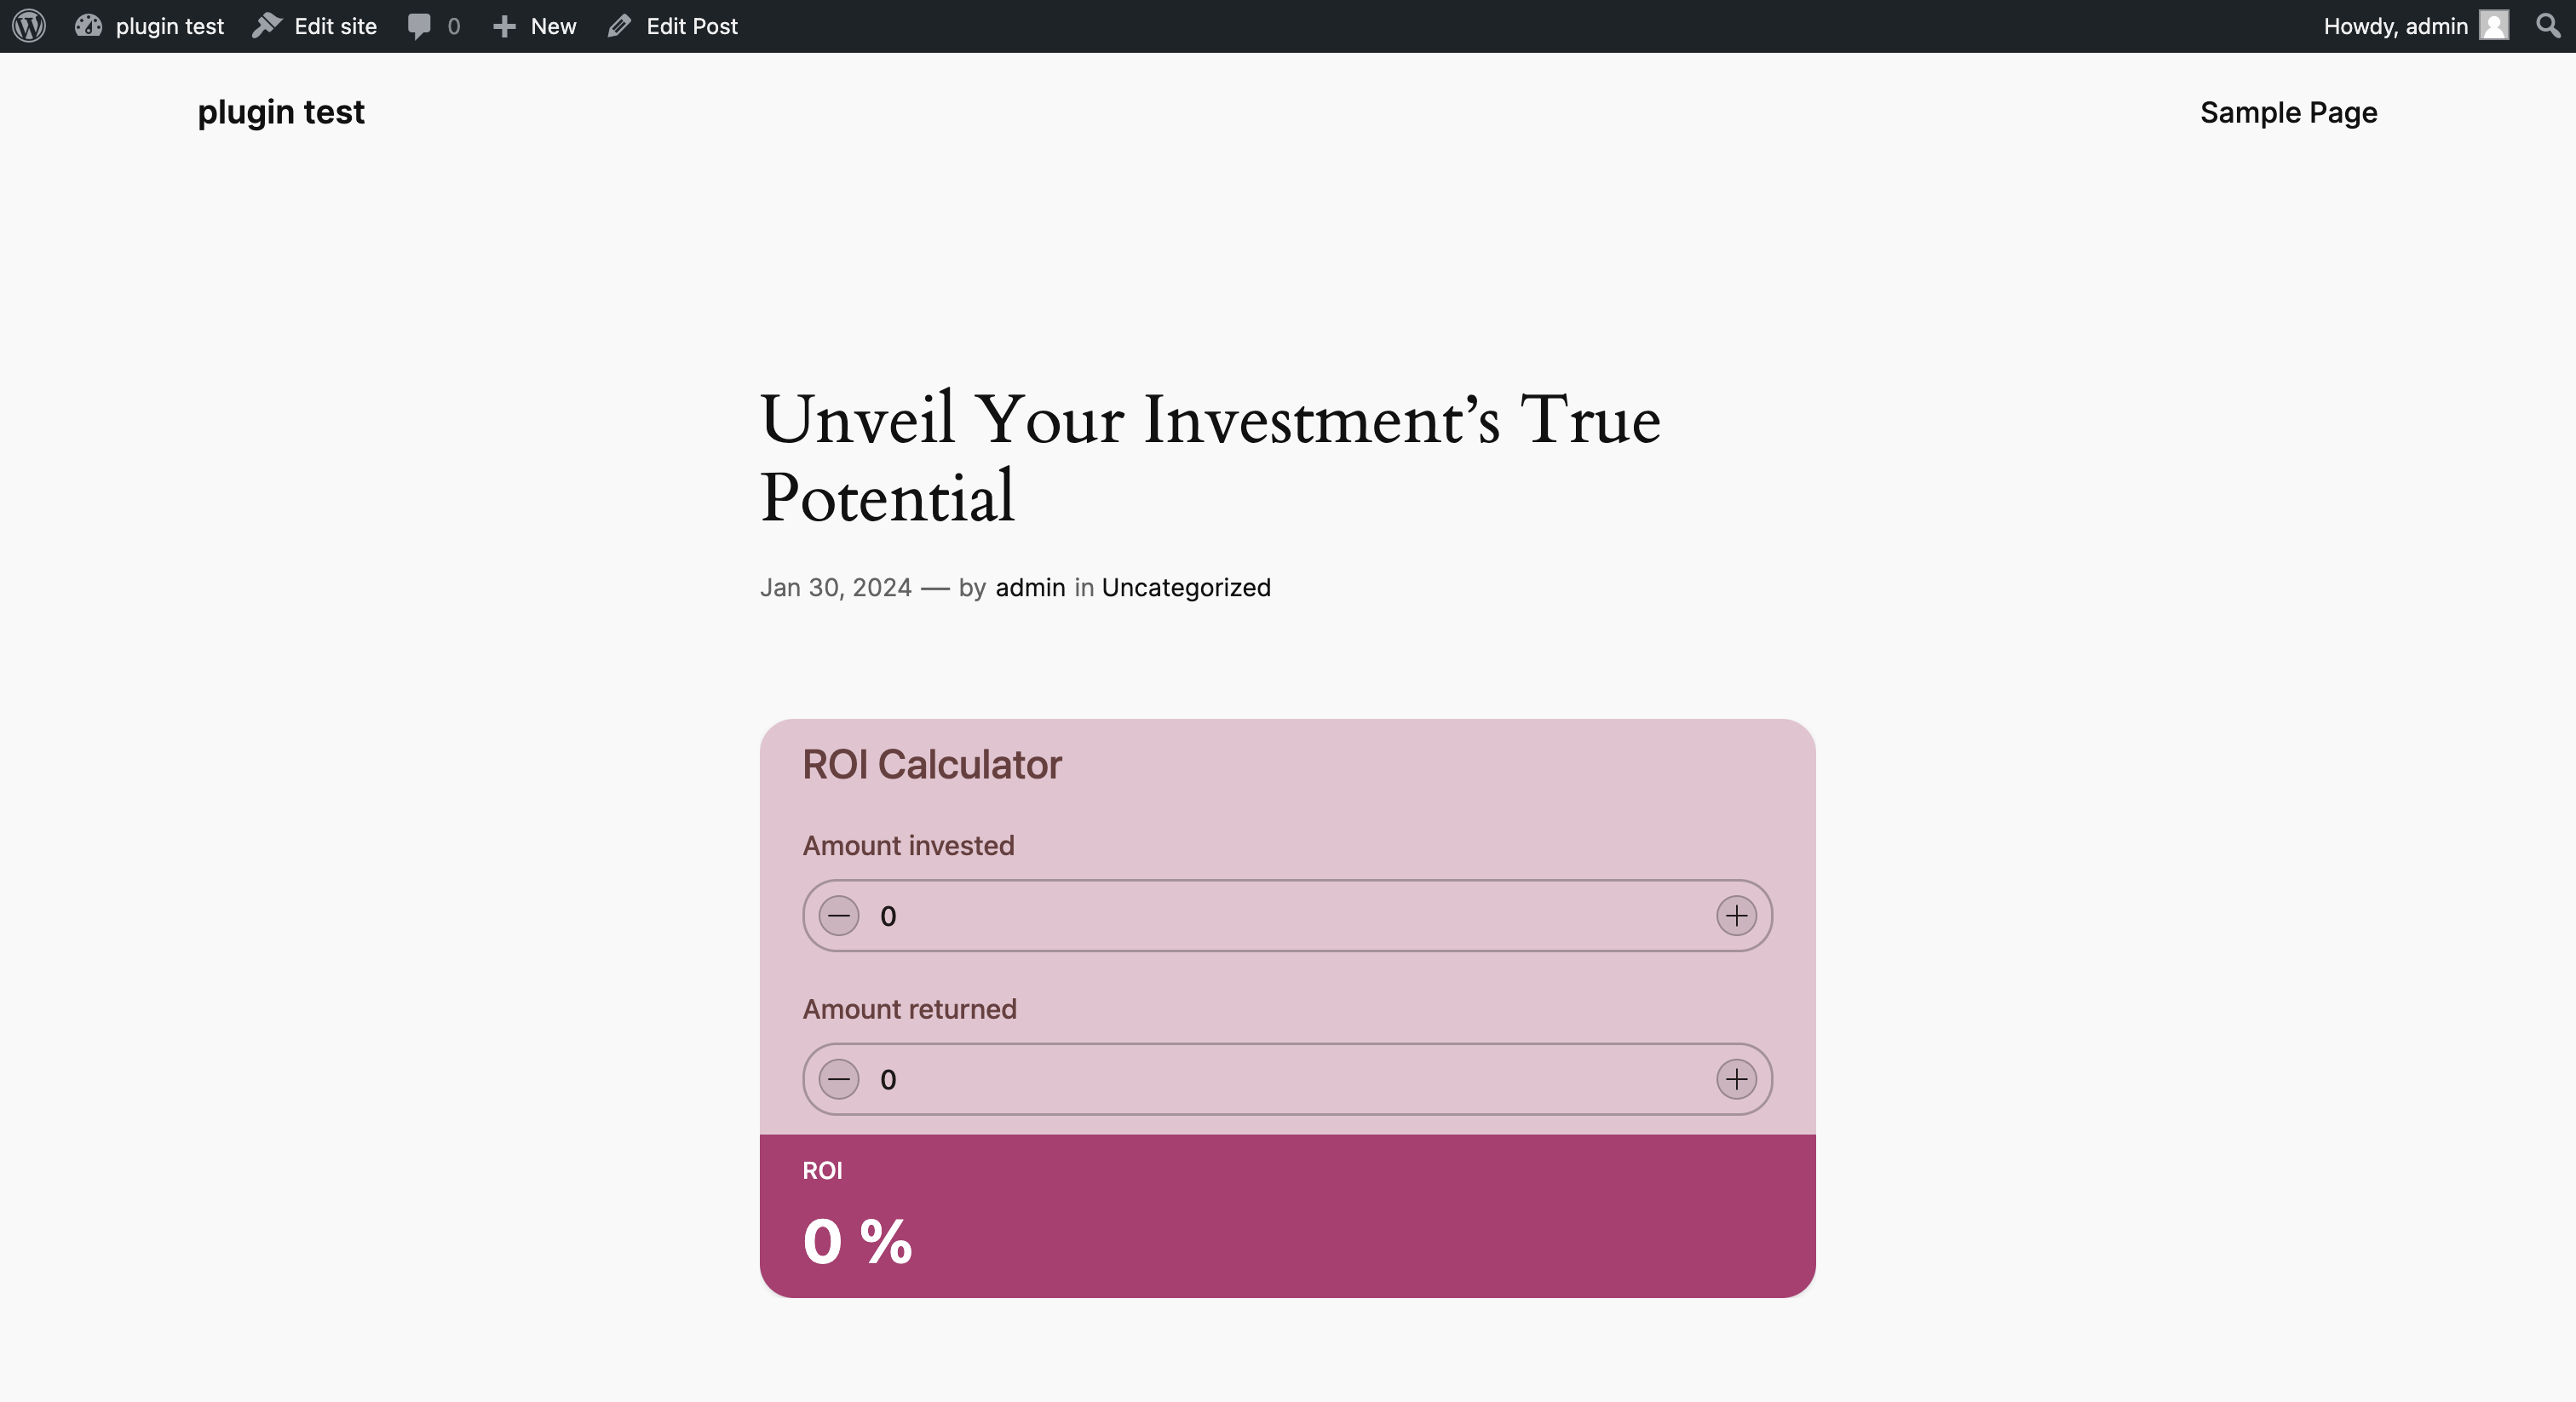 plugin test Edit site 0 New Edit Post Howdy, admin
plugin test Sample Page
Unveil Your Investment’s True
Potential
Jan 30, 2024 — by admin in Uncategorized
ROI Calculator
Amount invested
0
Amount returned
0
ROI
0 %